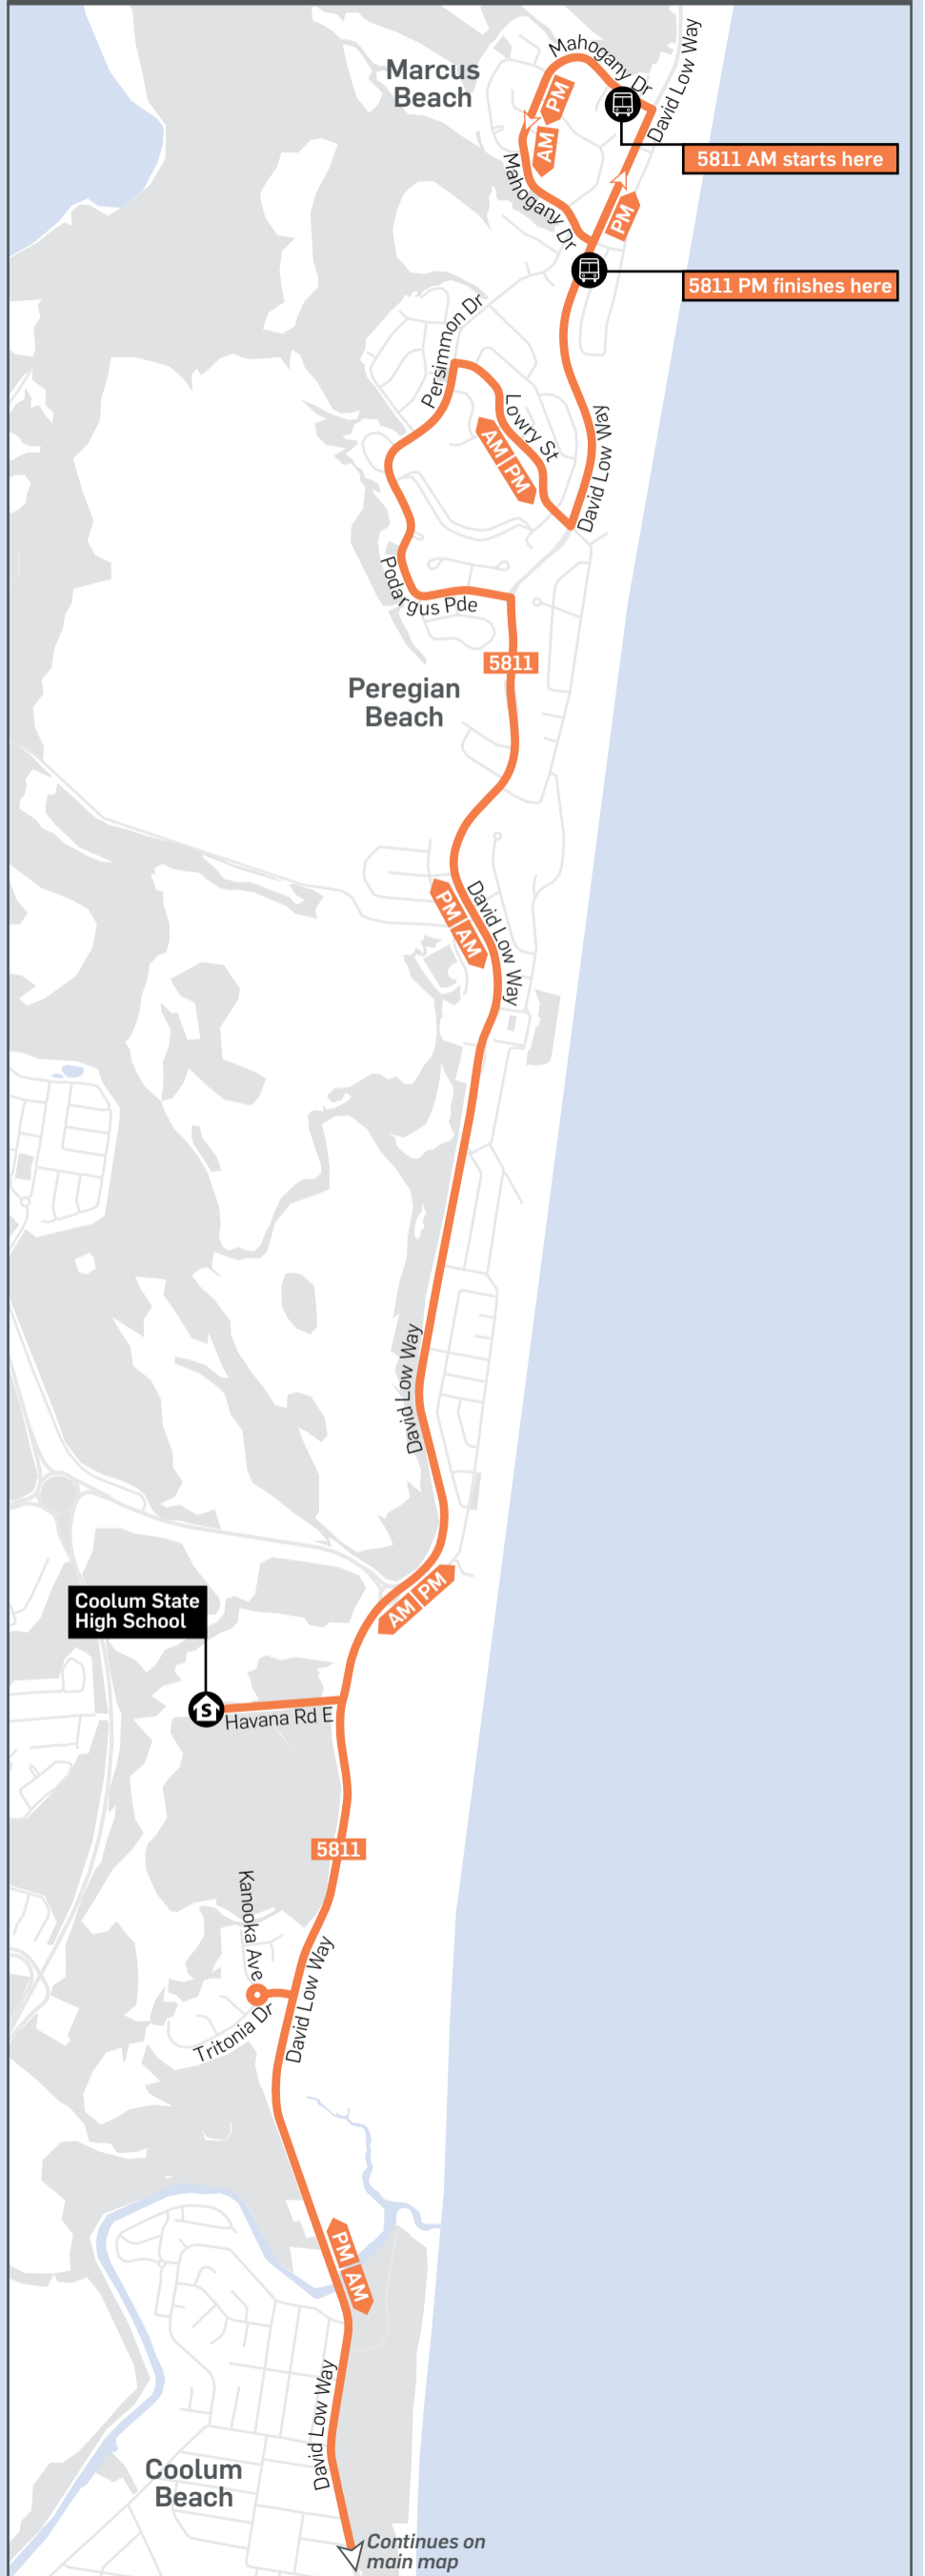 Mahogany Dr
David Low Way
Marcus
Beach
PM
AM
5811 AM starts here
Mahogany Dr
PM
5811 PM finishes here
Persimmon Dr
Lowry St
AM PM
David Low Way
Podargus Pde
5811
Peregian
Beach
PM AM
David Low Way
David Low Way
AM PM
Coolum State
High School
S
Havana Rd E
5811
Kanooka Ave
David Low Way
Tritonia Dr
PM AM
David Low Way
Coolum
Beach
Continues on
main map